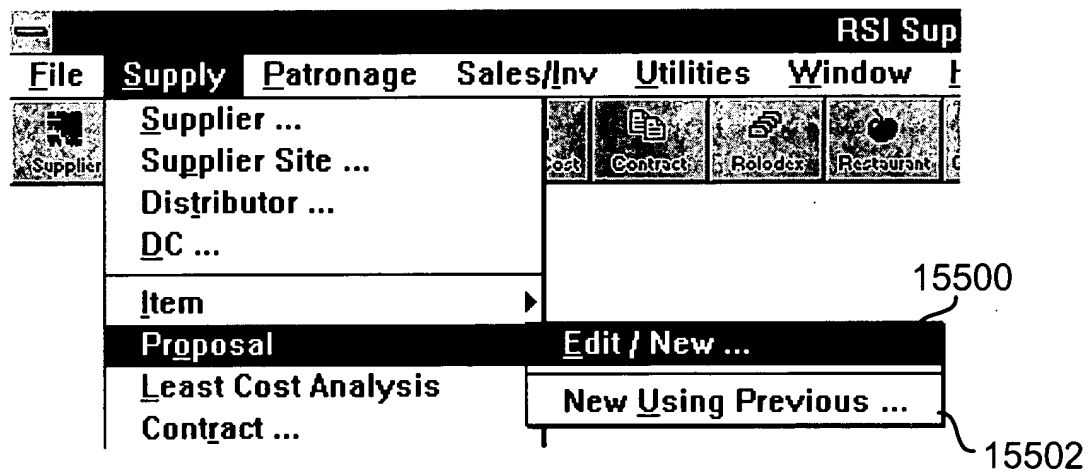 RSI Sup
File Supply Patronage Sales/Inv Utilities Window
Supplier Cost Contract Rolodex Restaurant
Supplier ...
Supplier Site ...
Distributor ...
DC ...
Item
Proposal
Least Cost Analysis
Contract ...
Edit / New ...
New Using Previous ...
15500
15502